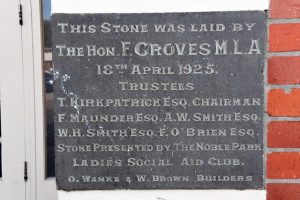 THIS STONE WAS LAID BY
THE HON. F. GROVES M.L.A
18TH APRIL 1925.
TRUSTEES
T. KIRKPATRICK ESQ. CHAIRMAN
F. MAUNDER ESQ. A.W. SMITH ESQ.
W.H. SMITH ESQ. F. O'BRIEN ESQ.
STONE PRESENTED BY THE NOBLE PARK
LADIES SOCIAL AID CLUB.
O. WANKE & W. BROWN BUILDERS